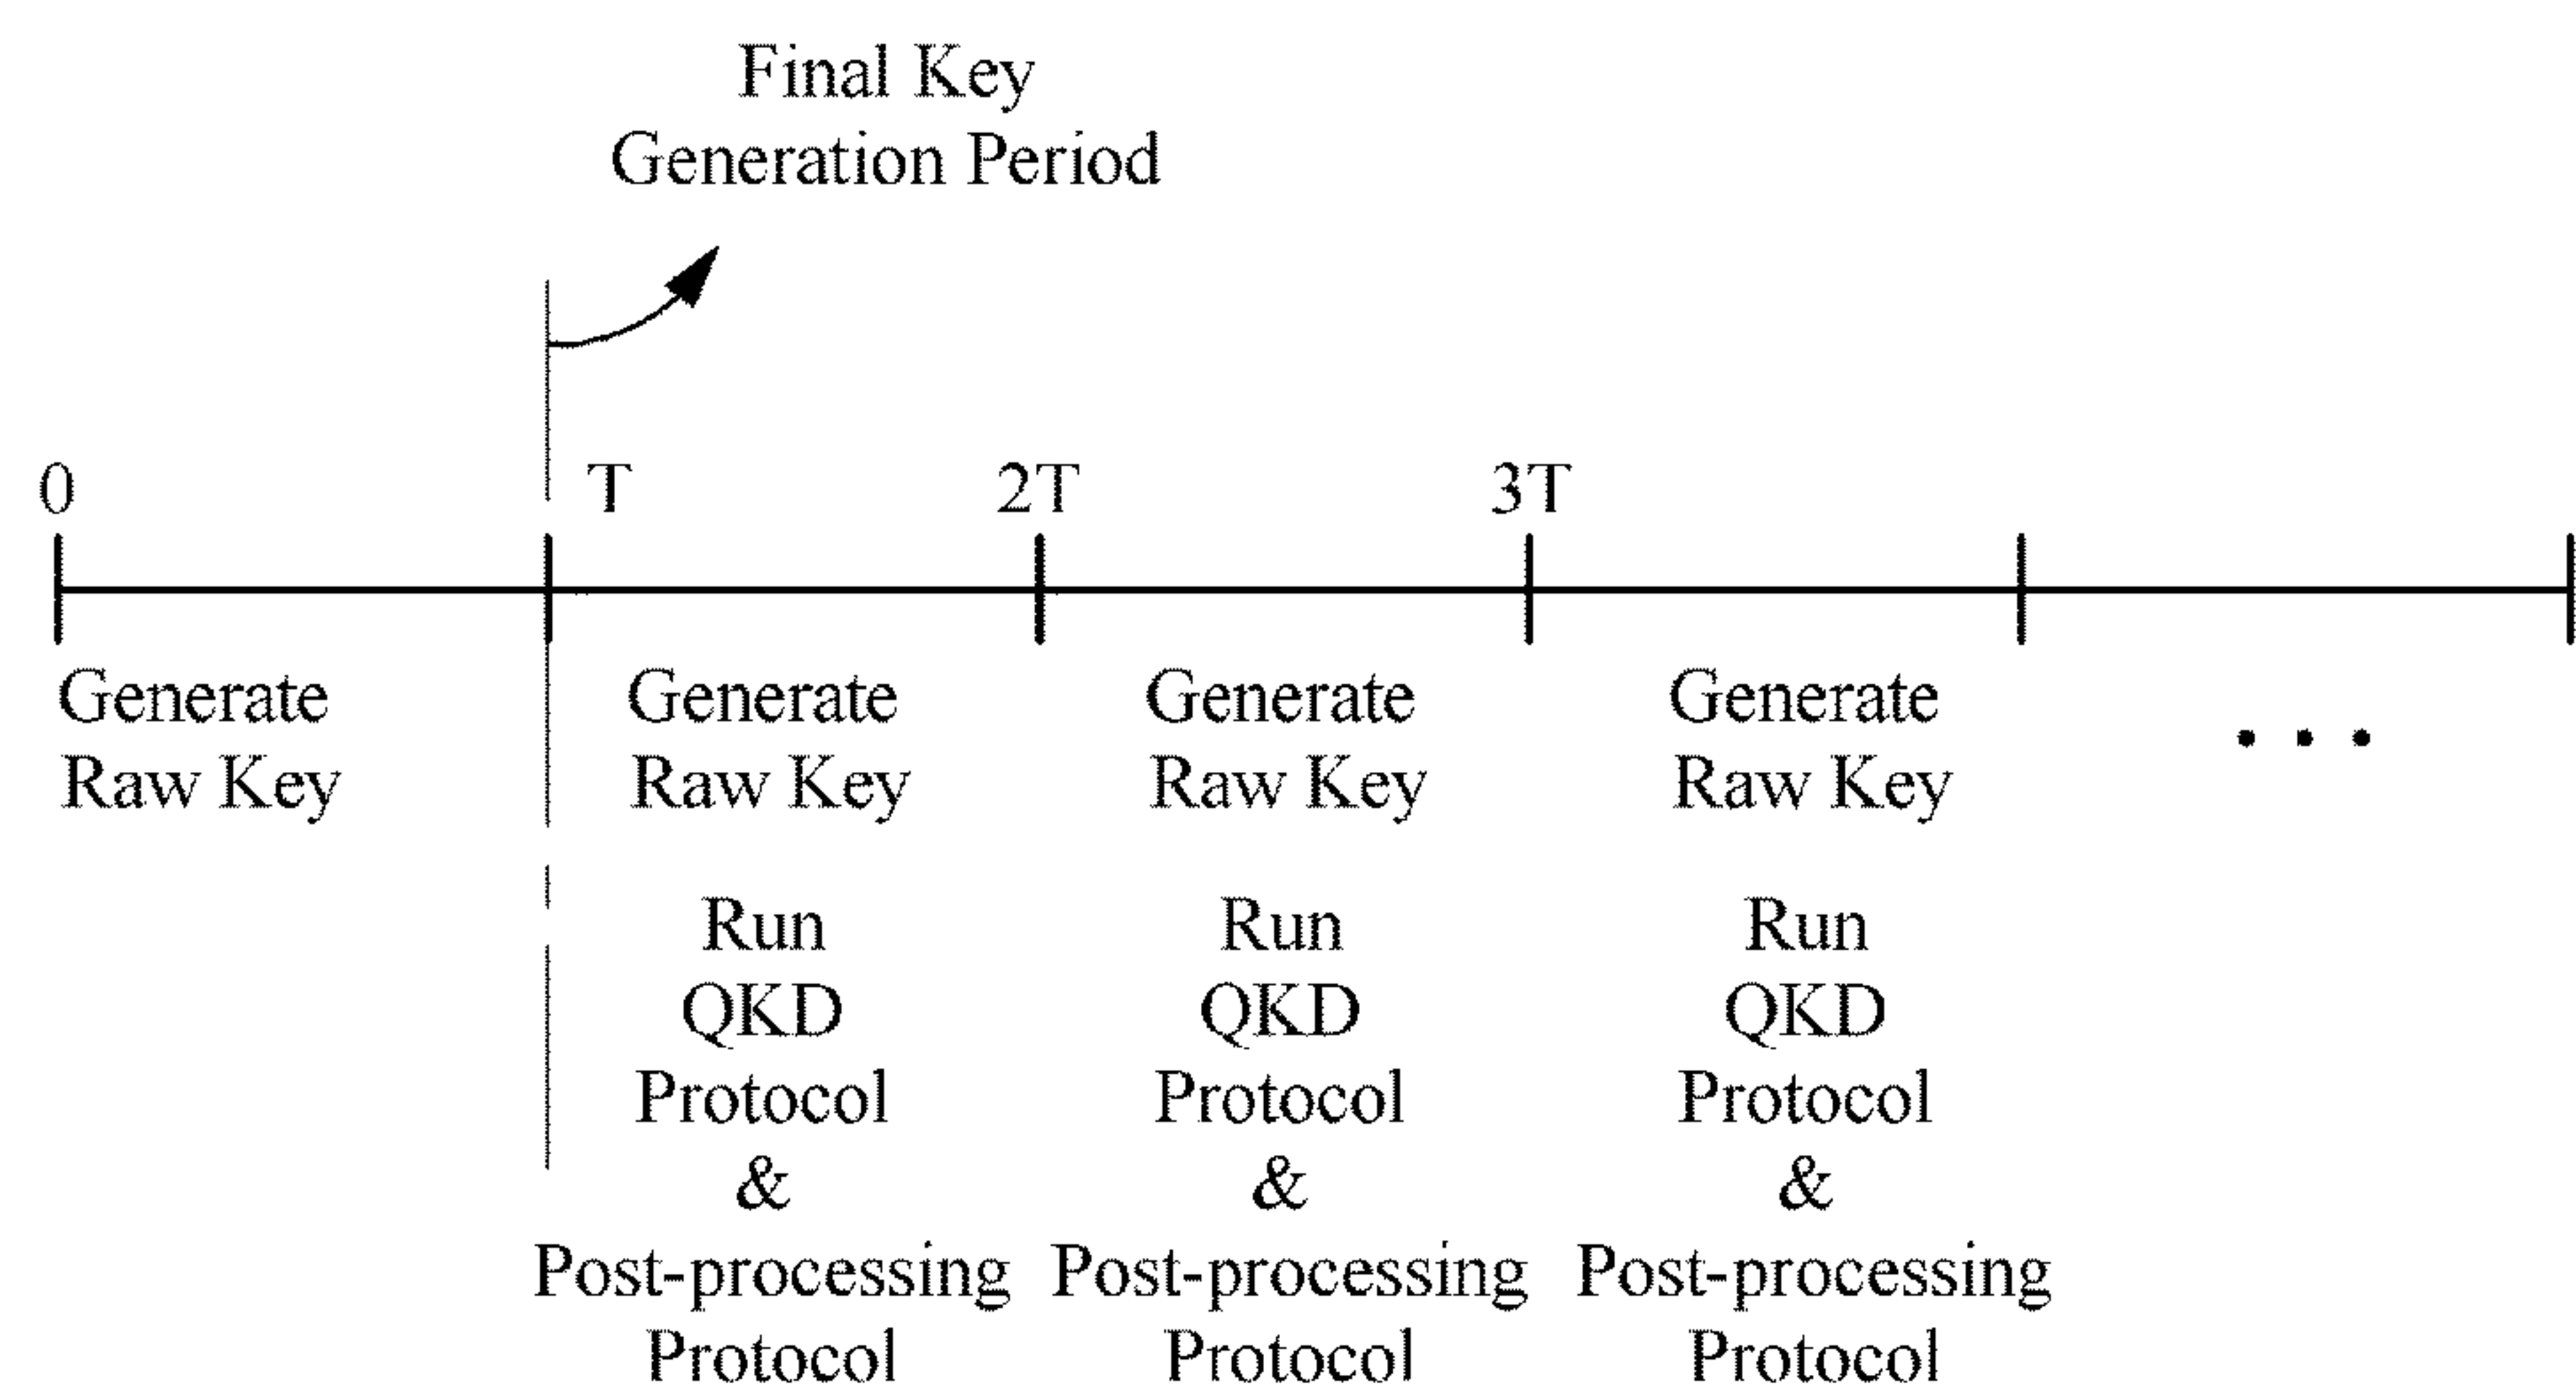 Final Key
Generation Period
0
T
2T
3T
Generate
Raw Key
Generate
Raw Key
Generate
Raw Key
Generate
Raw Key
...
Run
QKD
Protocol
&
Post-processing
Protocol
Run
QKD
Protocol
&
Post-processing
Protocol
Run
QKD
Protocol
&
Post-processing
Protocol